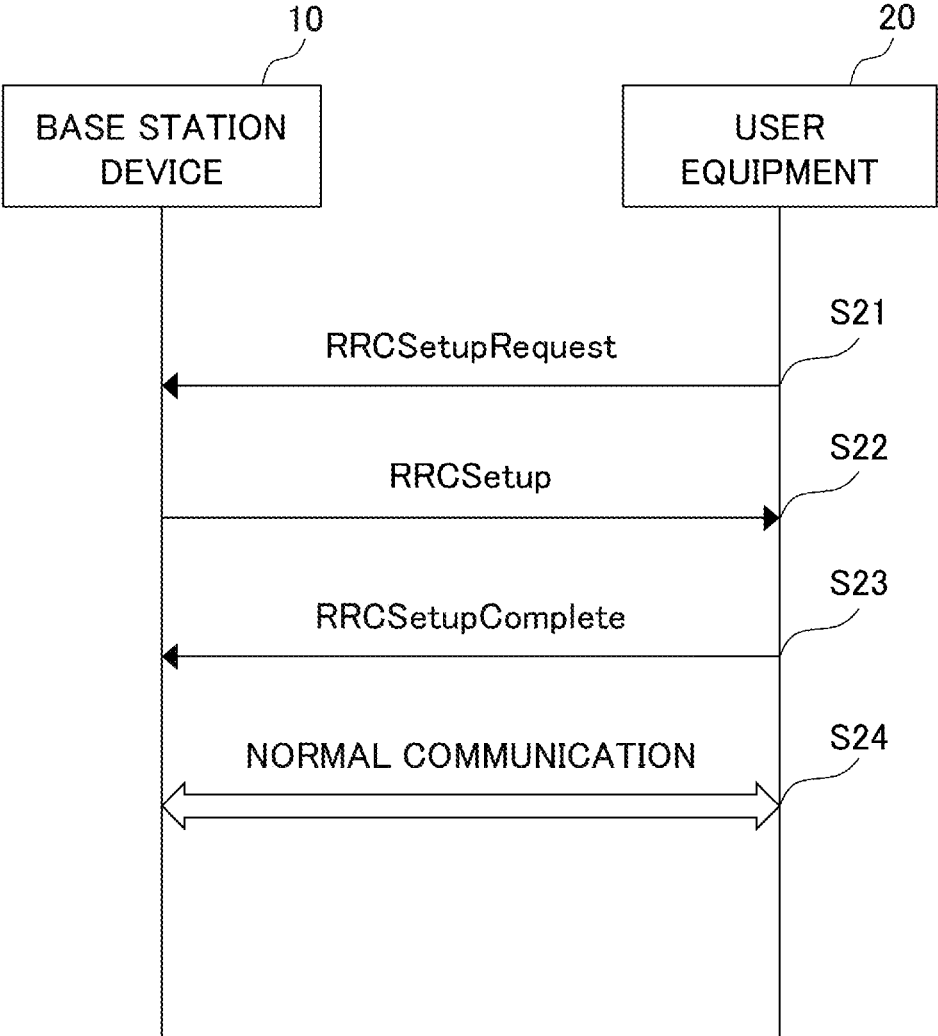 10
20
BASE STATION
DEVICE
USER
EQUIPMENT
S21
RRCSetupRequest
S22
RRCSetup
S23
RRCSetupComplete
S24
NORMAL COMMUNICATION